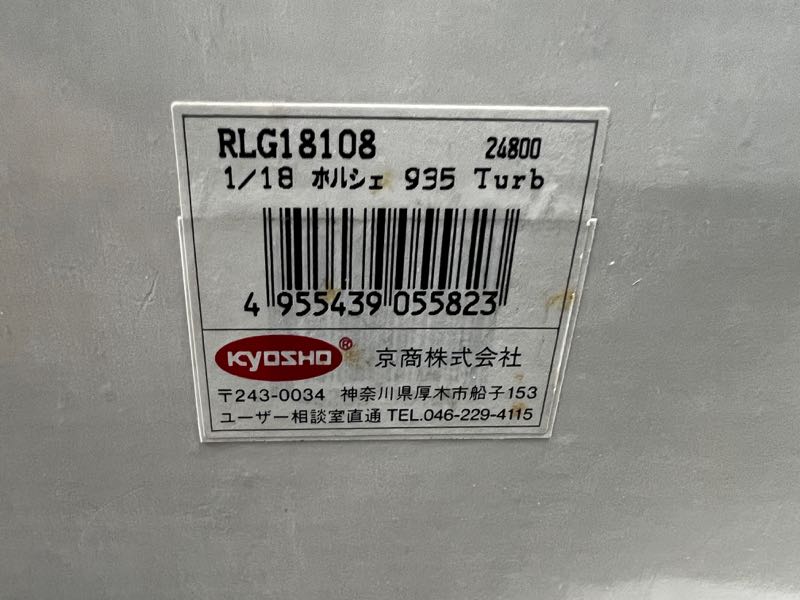 RLG18108 24800
1/18 ﾎﾟﾙｼｪ 935 Turb
4 955439 055823
KYOSHO® 京商株式会社
〒243-0034 神奈川県厚木市船子153
ユーザー相談室直通 TEL.046-229-4115